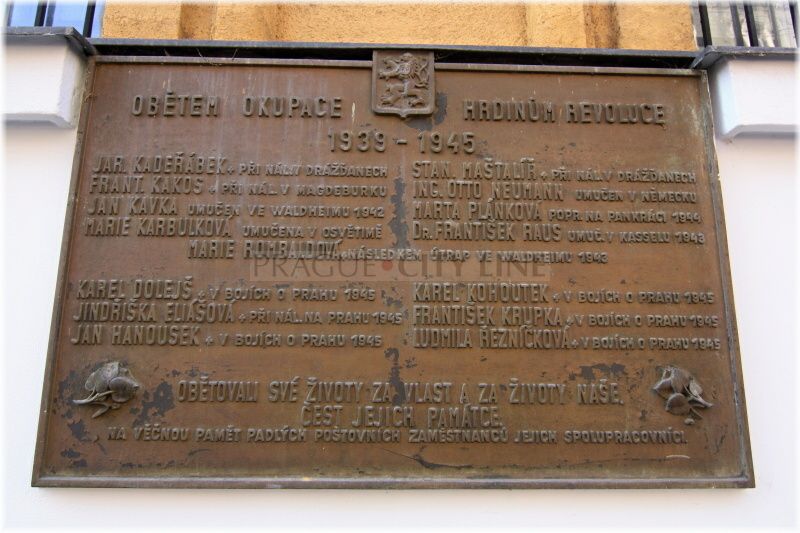 OBĚTEM OKUPACE HRDINŮM REVOLUCE
1939 - 1945
JAR. KADEŘÁBEK + PŘI NÁL. V DRÁŽĎANECH
FRANT. KAKOS + PŘI NÁL. V MAGDEBURKU
JAN KAVKA UMUČEN VE WALDHEIMU 1942
MARIE KARBULKOVÁ UMUČENA V OSVĚTIMĚ
STAN. MAŠTALÍŘ + PŘI NÁL. V DRÁŽĎANECH
ING. OTTO NEUMANN UMUČEN V NĚMECKU
MARTA PLÁNKOVÁ POPR. NA PANKRÁCI 1944
DR. FRANTIŠEK RAUS UMUČ. V KASSELU 1943
MARIE ROMBALDOVÁ + NÁSLEDKEM ÚTRAP VE WALDHEIMU 1943
PRAGUE•CITY LINE
KAREL DOLEJŠ + V BOJÍCH O PRAHU 1945
JINDŘIŠKA ELIÁŠOVÁ + PŘI NÁL. NA PRAHU 1945
JAN HANOUSEK + V BOJÍCH O PRAHU 1945
KAREL KOHOUTEK + V BOJÍCH O PRAHU 1945
FRANTIŠEK KRUPKA + V BOJÍCH O PRAHU 1945
LUDMILA ŘEZNÍČKOVÁ + V BOJÍCH O PRAHU 1945
OBĚTOVALI SVÉ ŽIVOTY ZA VLAST A ZA ŽIVOTY NAŠE.
ČEST JEJICH PAMÁTCE.
NA VĚČNOU PAMĚT PADLÝCH POŠTOVNÍCH ZAMĚSTNANCŮ JEJICH SPOLUPRACOVNÍCI.